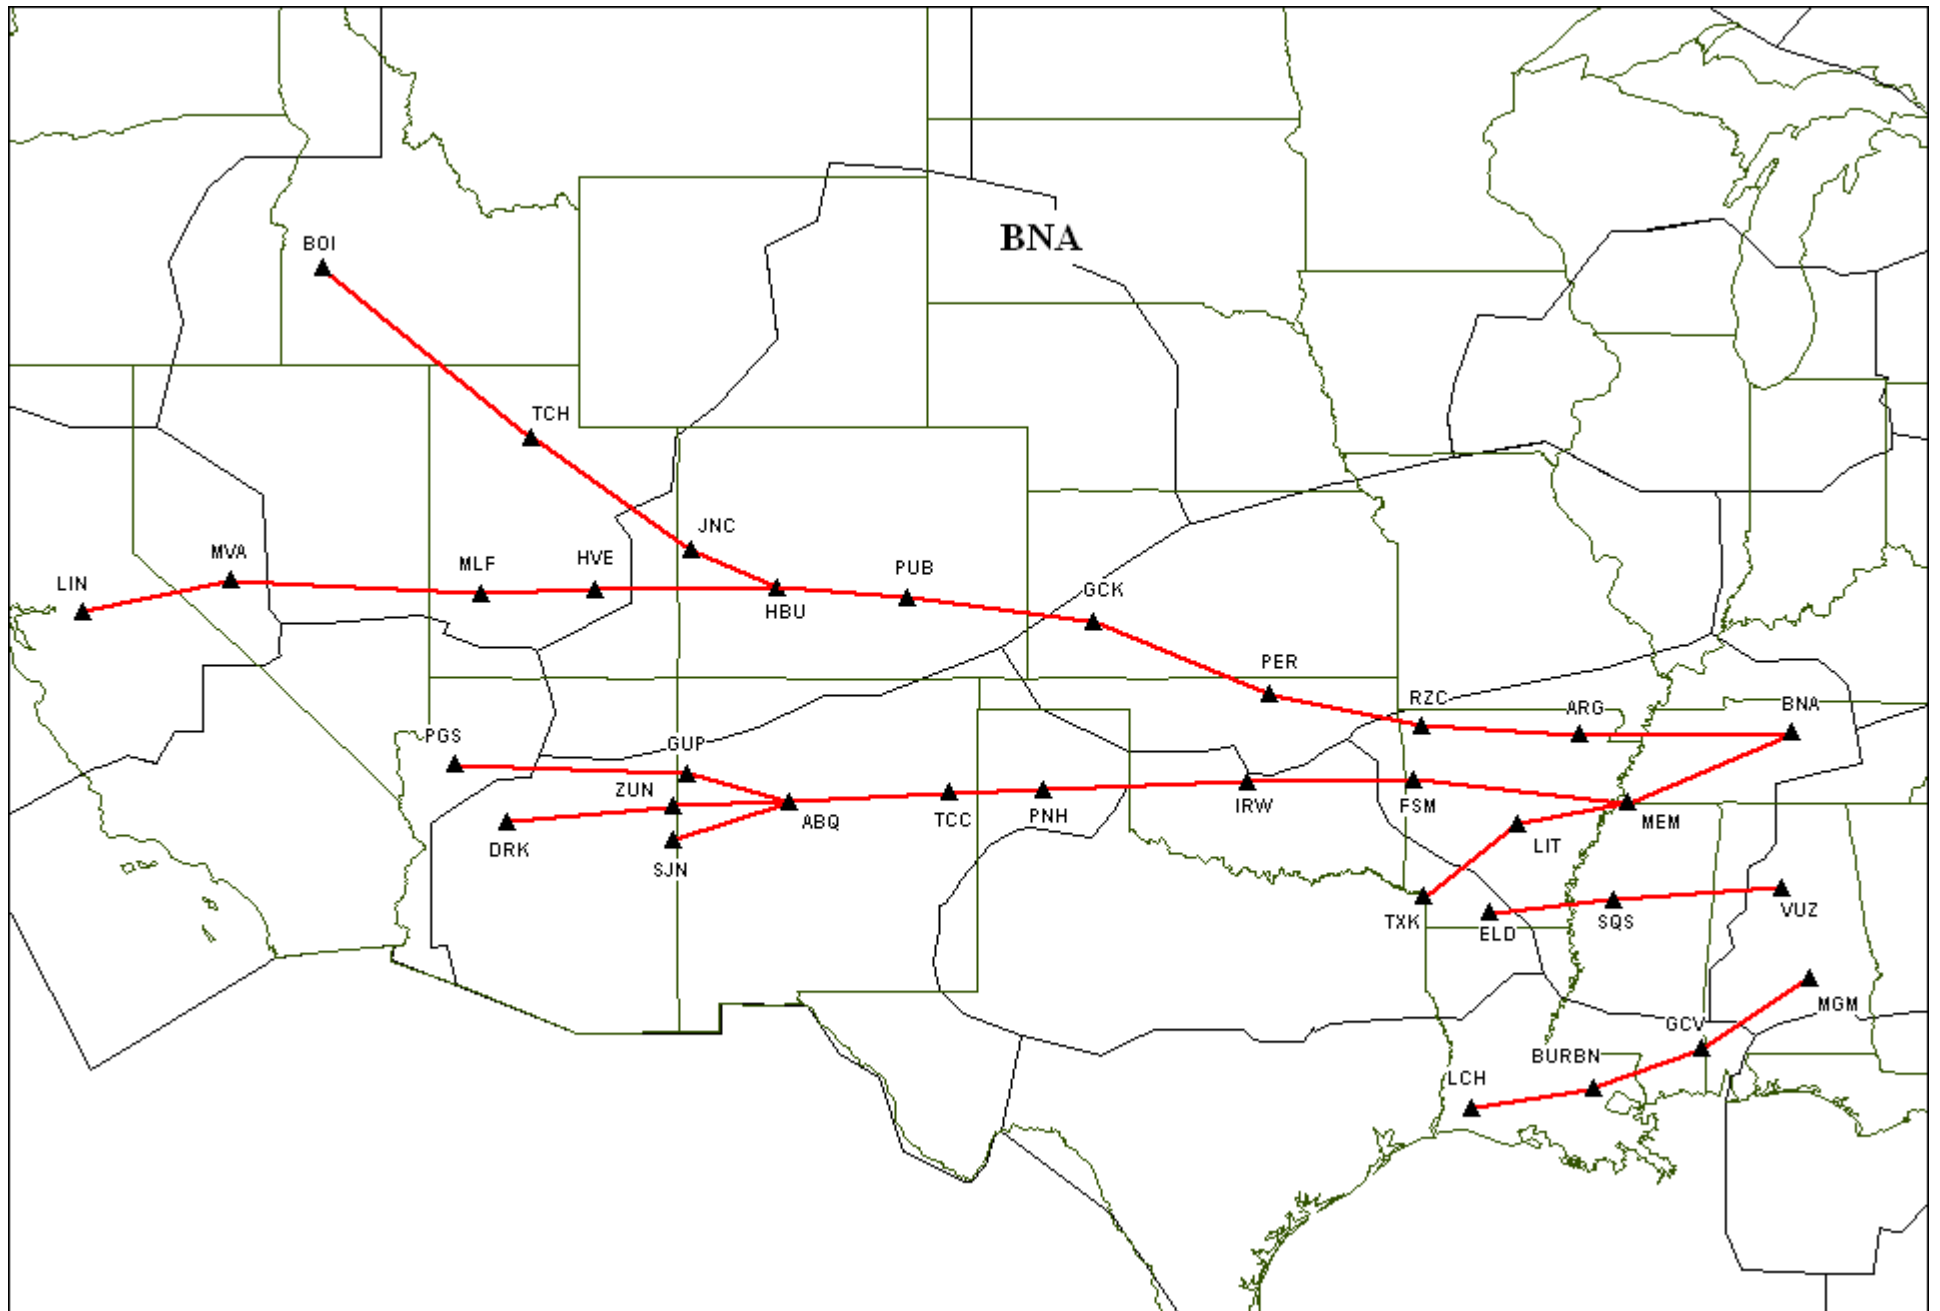 BNA
BOI
TCH
JNC
MVA
LIN
MLF
HVE
HBU
PUB
GCK
PER
RZC
ARG
BNA
PGS
GUP
ZUN
DRK
SJN
ABQ
TCC
PNH
IRW
FSM
MEM
LIT
TXK
ELD
SQS
VUZ
MGM
GCV
BURBN
LCH